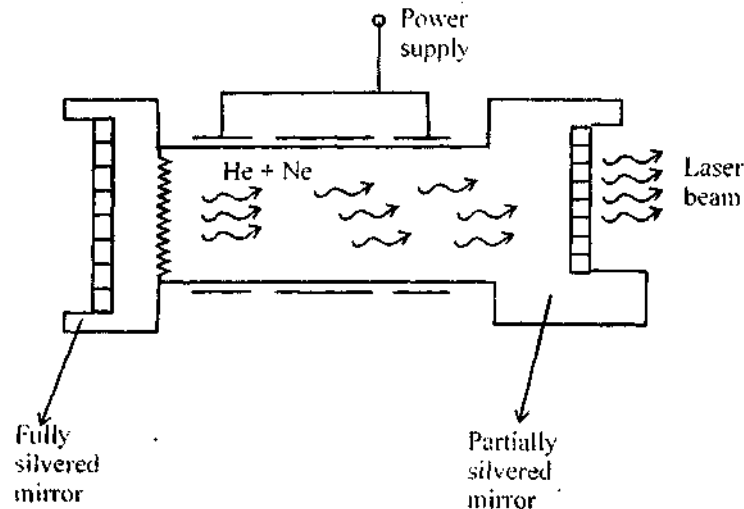 Power
supply
He + Ne
Laser
beam
Fully
silvered
mirror
Partially
silvered
mirror